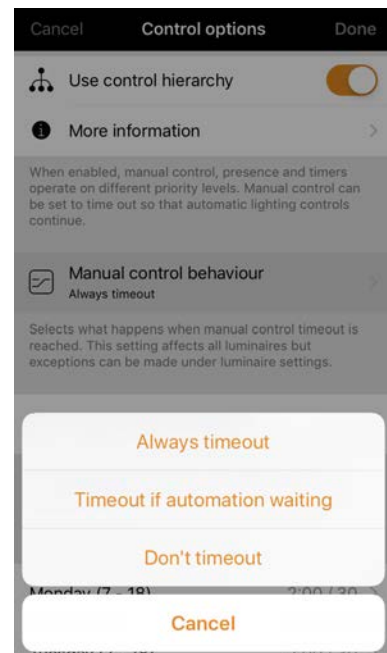 Cancel Control options Done
Use control hierarchy
More information
When enabled, manual control, presence and timers
operate on different priority levels. Manual control can
be set to time out so that automatic lighting controls
continue.
Manual control behaviour
Always timeout
Selects what happens when manual control timeout is
reached. This setting affects all luminaires but
exceptions can be made under luminaire settings.
Always timeout
Timeout if automation waiting
Don't timeout
Monday (7 - 18) 2:00 / 30
Cancel